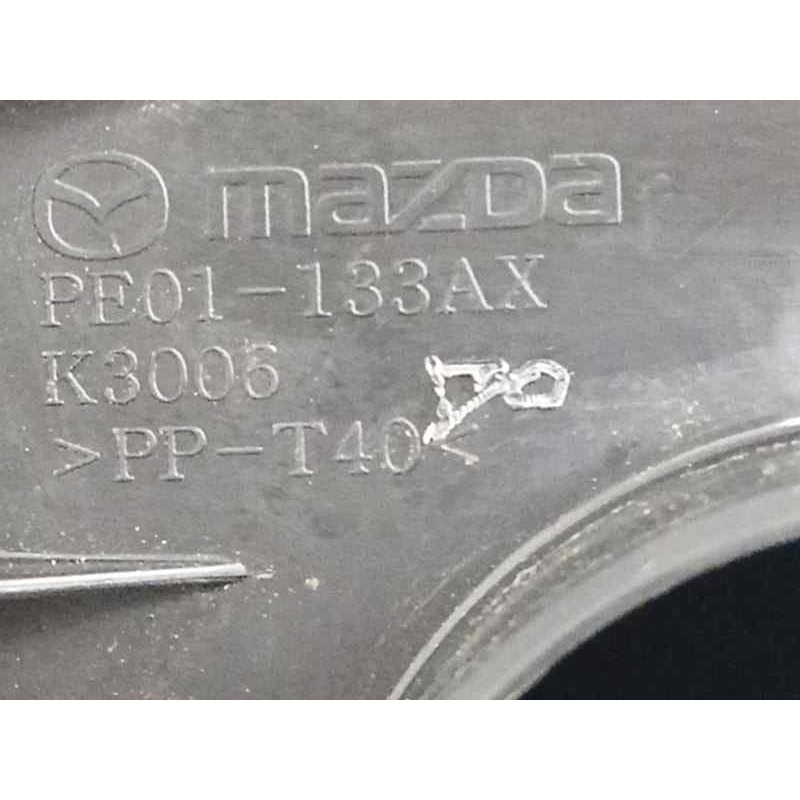 mazda
PE01-133AX
K3006
>PP-T40<